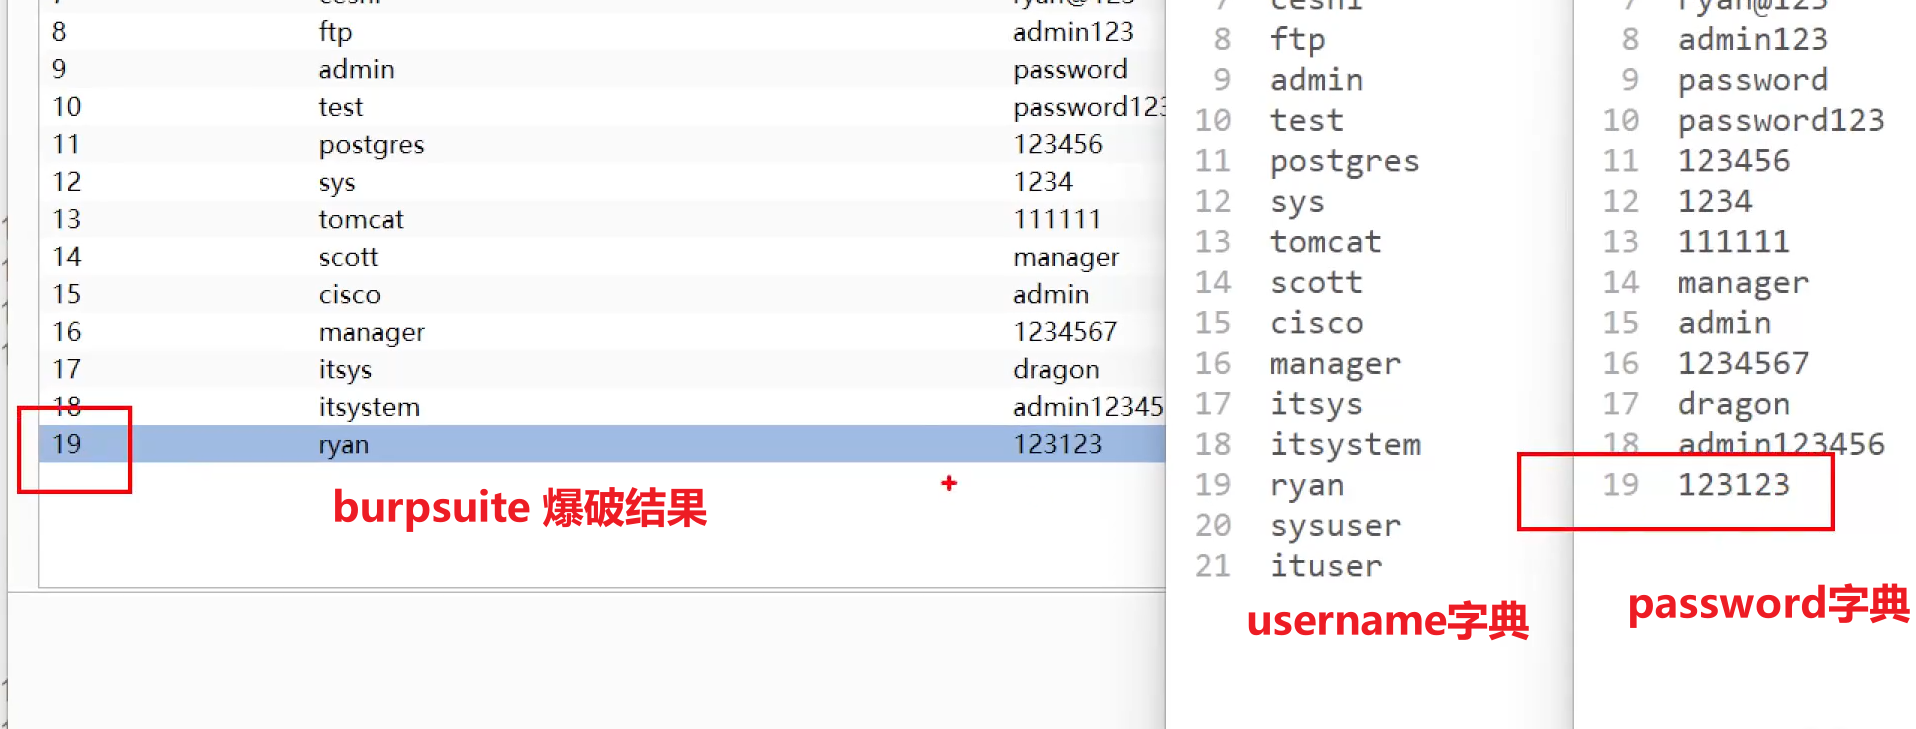 7 ceshi ryan@123
8 ftp admin123
9 admin password
10 test password123
11 postgres 123456
12 sys 1234
13 tomcat 111111
14 scott manager
15 cisco admin
16 manager 1234567
17 itsys dragon
18 itsystem admin12345
19 ryan 123123
burpsuite 爆破结果
7 ceshi
8 ftp
9 admin
10 test
11 postgres
12 sys
13 tomcat
14 scott
15 cisco
16 manager
17 itsys
18 itsystem
19 ryan
20 sysuser
21 ituser
username字典
7 ryan@123
8 admin123
9 password
10 password123
11 123456
12 1234
13 111111
14 manager
15 admin
16 1234567
17 dragon
18 admin123456
19 123123
password字典